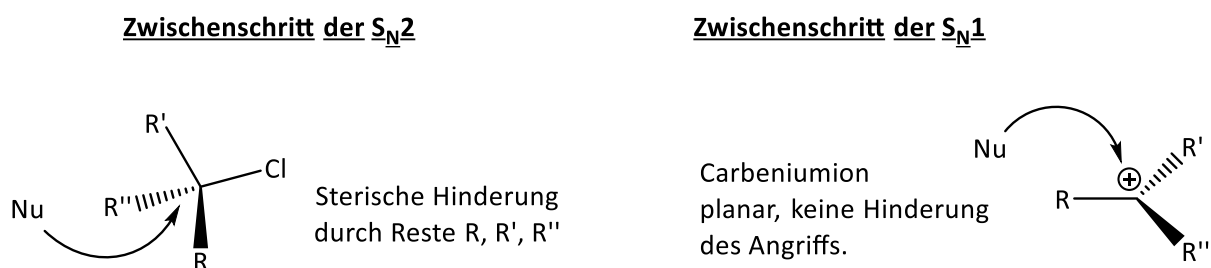 Zwischenschritt der SN2
Zwischenschritt der SN1
R'
Cl
R''
Nu
R
Sterische Hinderung
durch Reste R, R', R''
Nu
Carbeniumion
planar, keine Hinderung
des Angriffs.
R'
⊕
R
R''